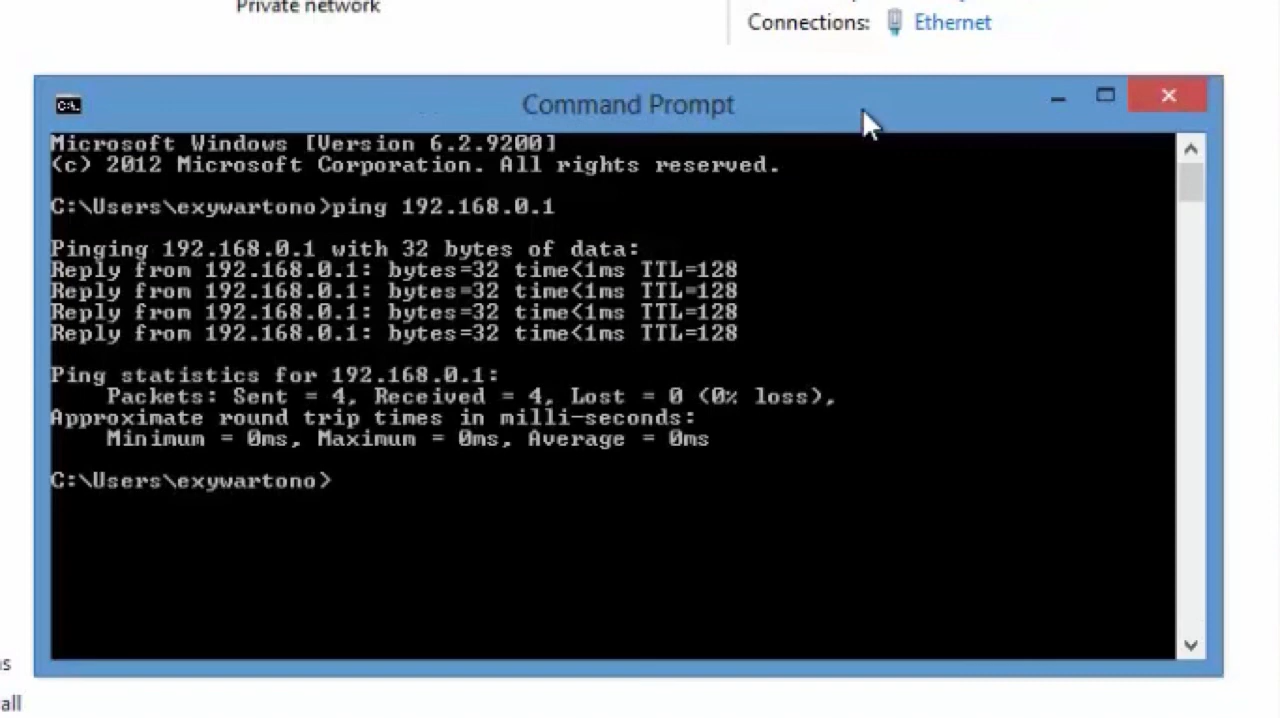 Private network
Connections: Ethernet
Command Prompt
Microsoft Windows [Version 6.2.9200]
(c) 2012 Microsoft Corporation. All rights reserved.
C:\Users\exywartono>ping 192.168.0.1
Pinging 192.168.0.1 with 32 bytes of data:
Reply from 192.168.0.1: bytes=32 time<1ms TTL=128
Reply from 192.168.0.1: bytes=32 time<1ms TTL=128
Reply from 192.168.0.1: bytes=32 time<1ms TTL=128
Reply from 192.168.0.1: bytes=32 time<1ms TTL=128
Ping statistics for 192.168.0.1:
Packets: Sent = 4, Received = 4, Lost = 0 (0% loss),
Approximate round trip times in milli-seconds:
Minimum = 0ms, Maximum = 0ms, Average = 0ms
C:\Users\exywartono>